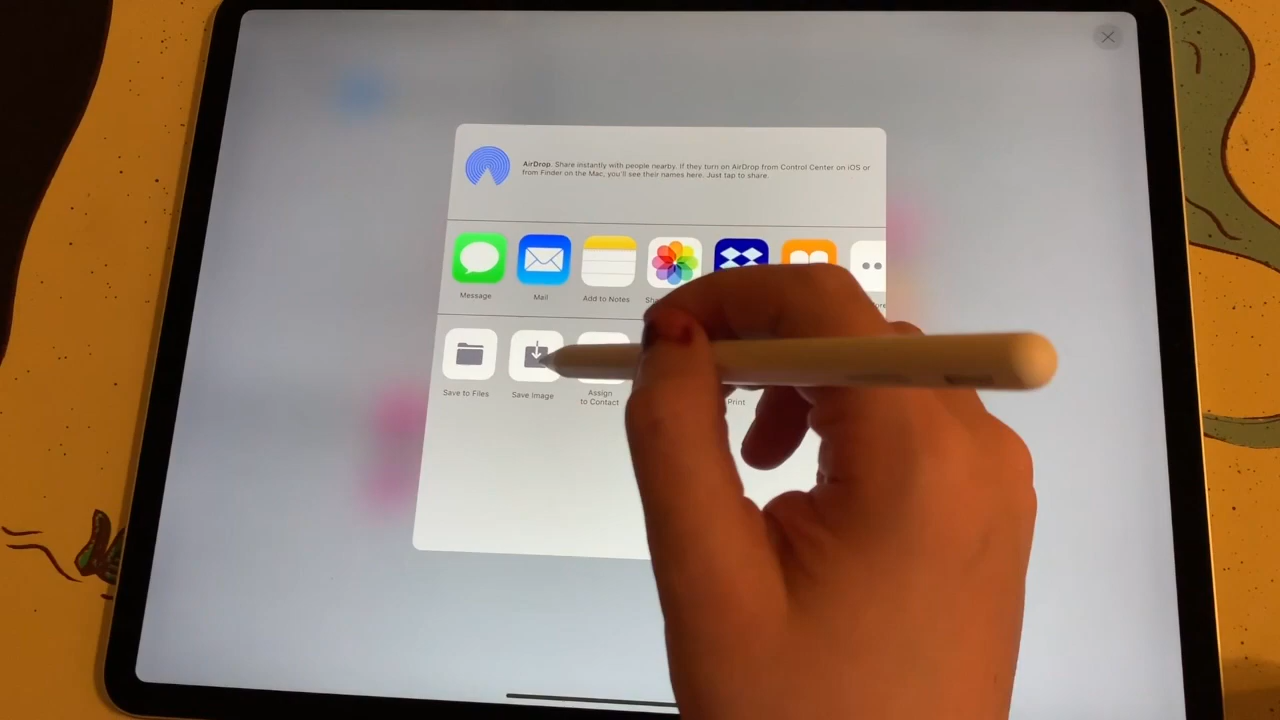 AirDrop. Share instantly with people nearby. If they turn on AirDrop from Control Center on iOS or
from Finder on the Mac, you'll see their names here. Just tap to share.
Message
Mail
Add to Notes
Save to Files
Save Image
Assign
to Contact
Print